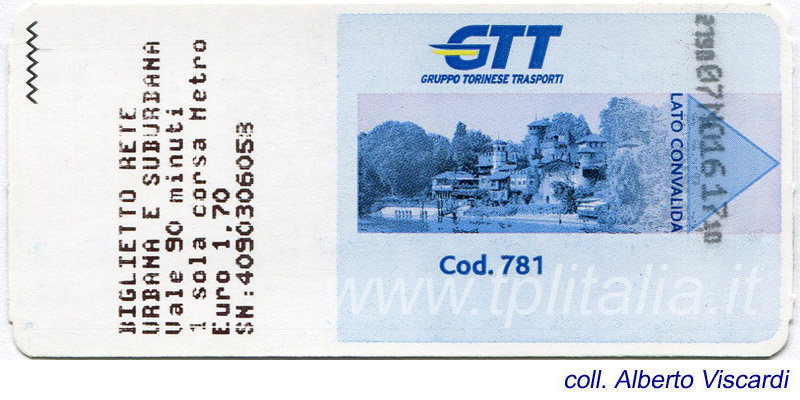 BIGLIETTO RETE
URBANA E SUBURBANA
Vale 90 minuti
1 sola corsa Metro
Euro 1,70
SN:409030605B
GTT
GRUPPO TORINESE TRASPORTI
LATO CONVALIDA
Cod. 781
www.tplitalia.it
coll. Alberto Viscardi